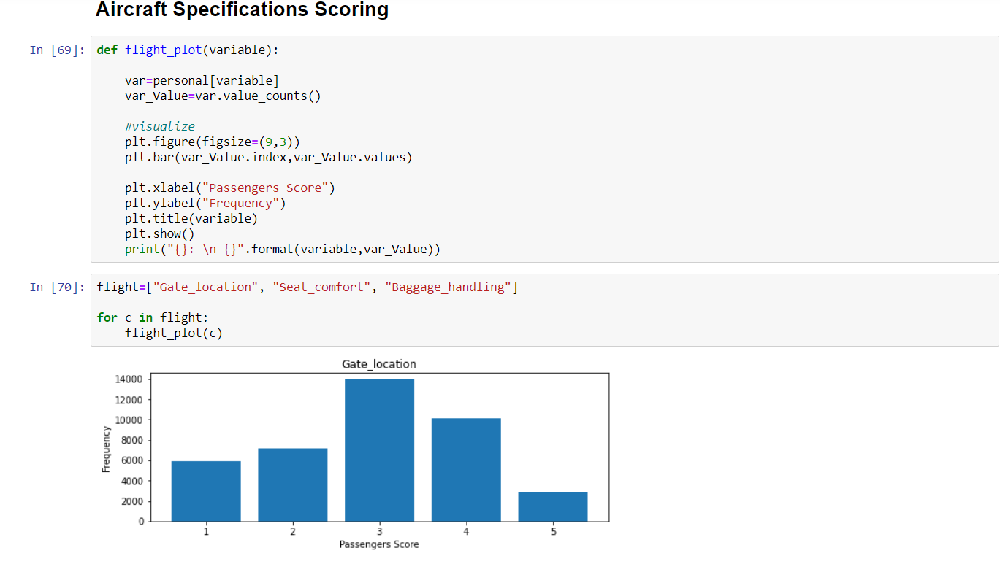 Aircraft Specifications Scoring
In [69]: def flight_plot(variable):
var=personal[variable]
var_Value=var.value_counts()
#visualize
plt.figure(figsize=(9,3))
plt.bar(var_Value.index,var_Value.values)
plt.xlabel("Passengers Score")
plt.ylabel("Frequency")
plt.title(variable)
plt.show()
print("{}: \n {}".format(variable,var_Value))
In [70]: flight=["Gate_location", "Seat_comfort", "Baggage_handling"]
for c in flight:
flight_plot(c)
Gate_location
14000
12000
10000
8000
6000
4000
2000
0
Frequency
1 2 3 4 5
Passengers Score